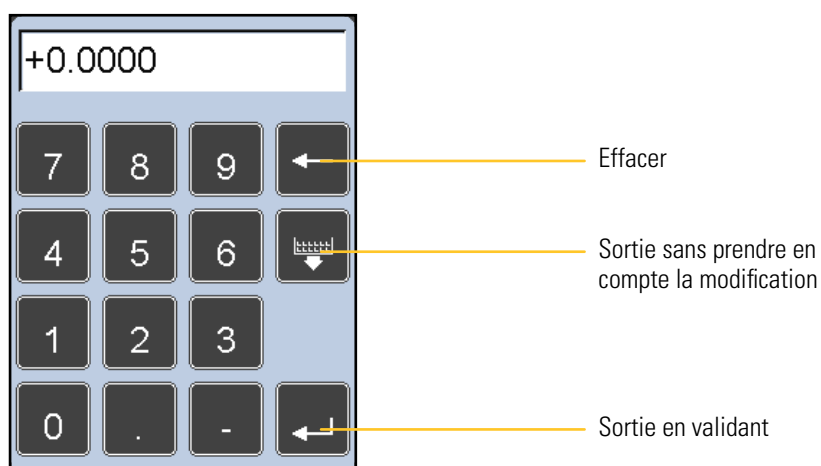 +0.0000
7 8 9 Effacer
4 5 6 Sortie sans prendre en
compte la modification
1 2 3
0 . - Sortie en validant